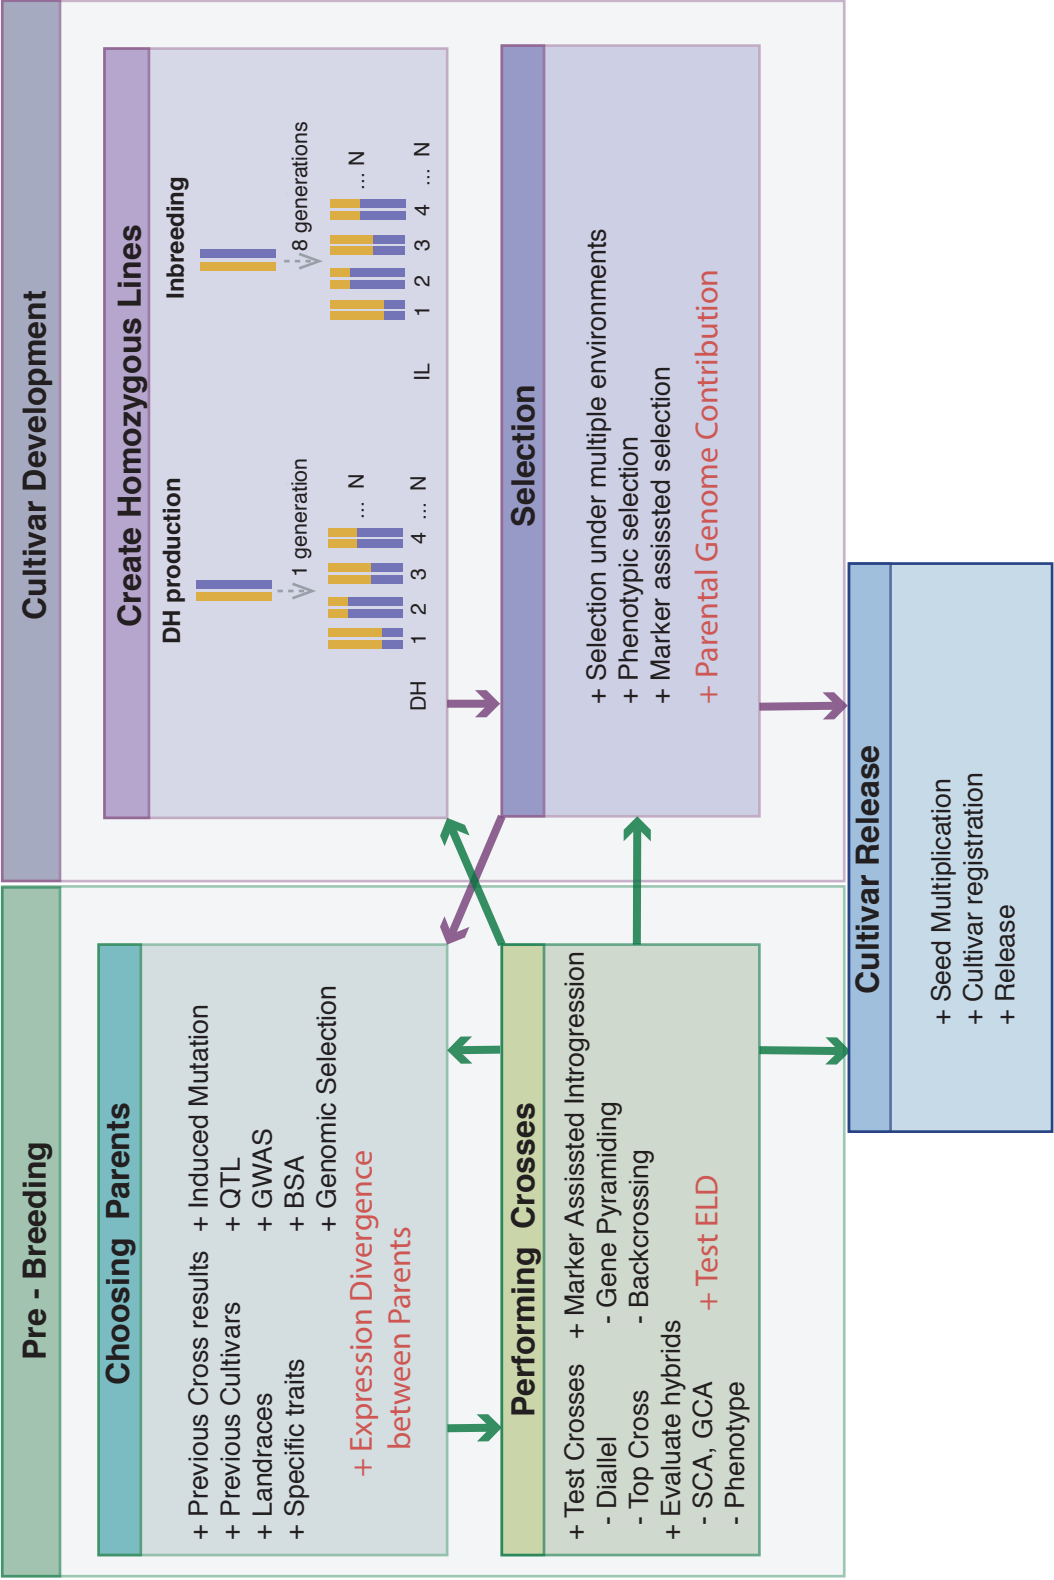 Pre - Breeding
Choosing Parents
+ Previous Cross results
+ Previous Cultivars
+ Landraces
+ Specific traits
+ Induced Mutation
+ QTL
+ GWAS
+ BSA
+ Genomic Selection
+ Expression Divergence
between Parents
Performing Crosses
+ Test Crosses
- Diallel
- Top Cross
+ Evaluate hybrids
- SCA, GCA
- Phenotype
+ Marker Assissted Introgression
- Gene Pyramiding
- Backcrossing
+ Test ELD
Cultivar Development
Create Homozygous Lines
DH production
1 generation
... N
DH 1 2 3 4 ... N
Inbreeding
8 generations
... N
IL 1 2 3 4 ... N
Selection
+ Selection under multiple environments
+ Phenotypic selection
+ Marker assissted selection
+ Parental Genome Contribution
Cultivar Release
+ Seed Multiplication
+ Cultivar registration
+ Release